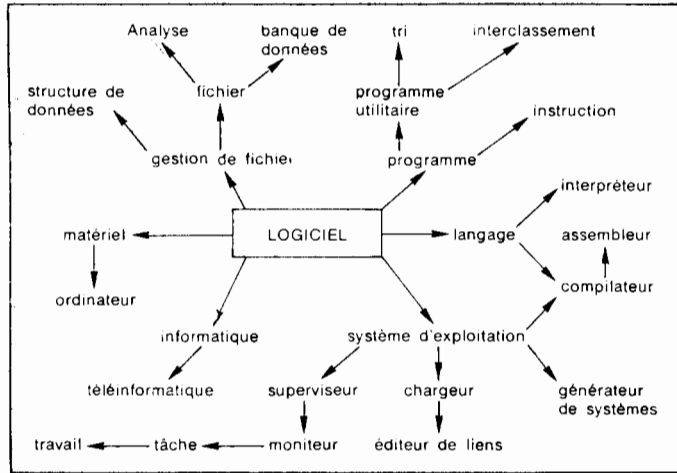 Analyse
banque de
données
tri
interclassement
structure de
données
fichier
programme
utilitaire
instruction
gestion de fichier
programme
interpréteur
matériel
LOGICIEL
langage
assembleur
ordinateur
compilateur
informatique
système d'exploitation
téléinformatique
superviseur
chargeur
générateur
de systèmes
travail
tâche
moniteur
éditeur de liens